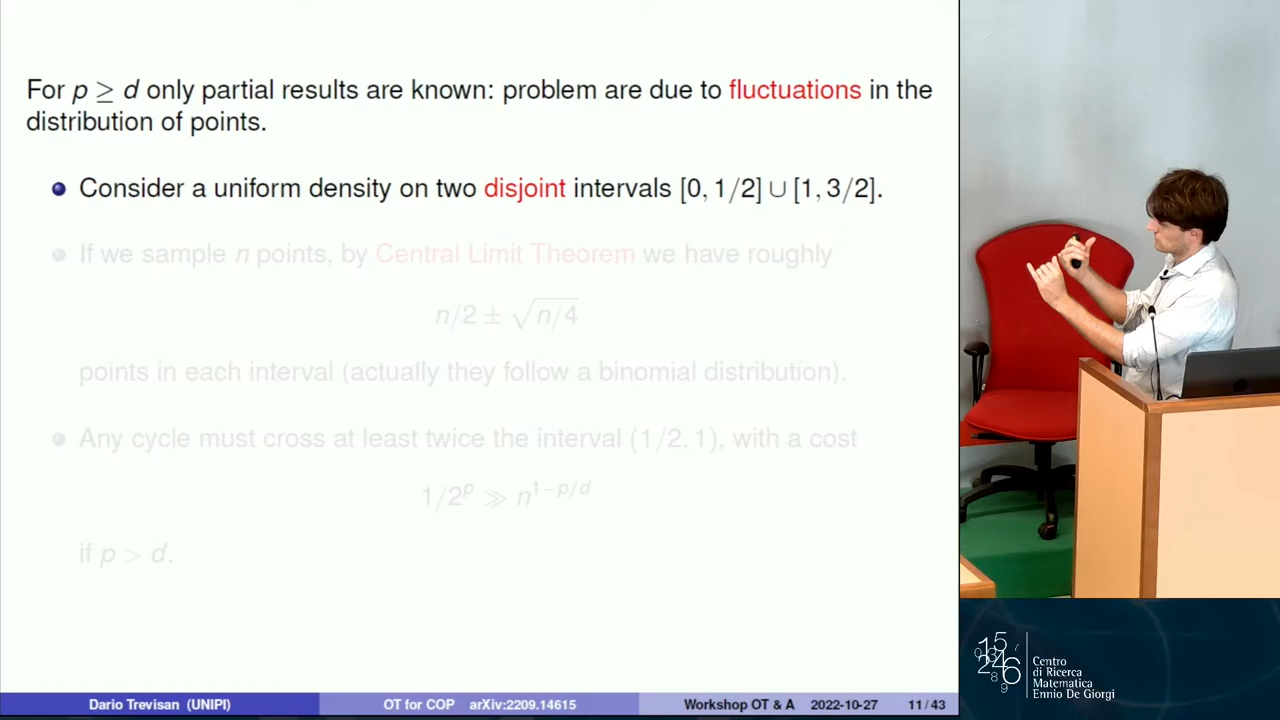 For p ≥ d only partial results are known: problem are due to fluctuations in the
distribution of points.
Consider a uniform density on two disjoint intervals [0, 1/2] ∪ [1, 3/2].
If we sample n points, by Central Limit Theorem we have roughly
n/2 ± √n/4
points in each interval (actually they follow a binomial distribution).
Any cycle must cross at least twice the interval (1/2, 1), with a cost
1/2^p ≫ n^{1−p/d}
if p > d.
Dario Trevisan (UNIPI) OT for COP arXiv:2209.14615 Workshop OT & A 2022-10-27 11 / 43
Centro
di Ricerca
Matematica
Ennio De Giorgi